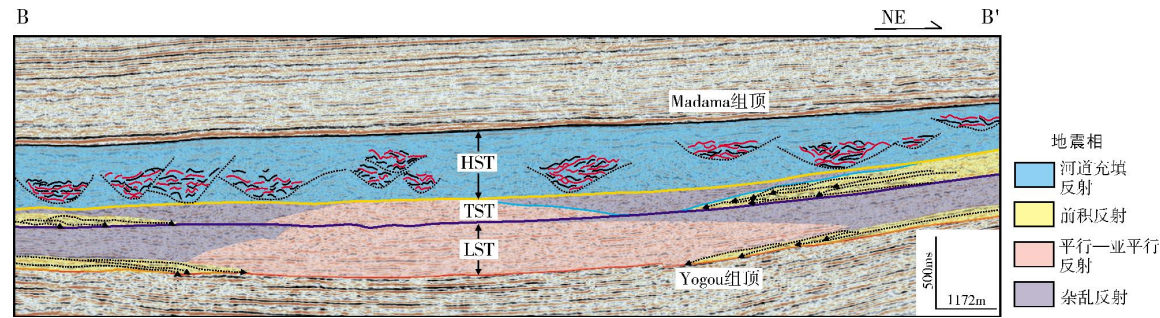 B
NE
B'
Madama组顶
HST
TST
LST
Yogou组顶
500ms
1172m
地震相
河道充填
反射
前积反射
平行—亚平行
反射
杂乱反射